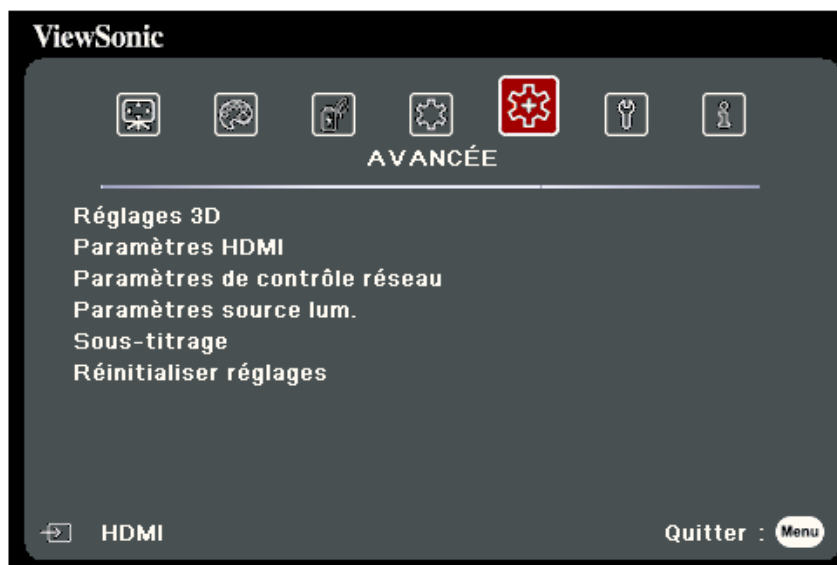 ViewSonic
AVANCÉE
Réglages 3D
Paramètres HDMI
Paramètres de contrôle réseau
Paramètres source lum.
Sous-titrage
Réinitialiser réglages
HDMI
Quitter : Menu